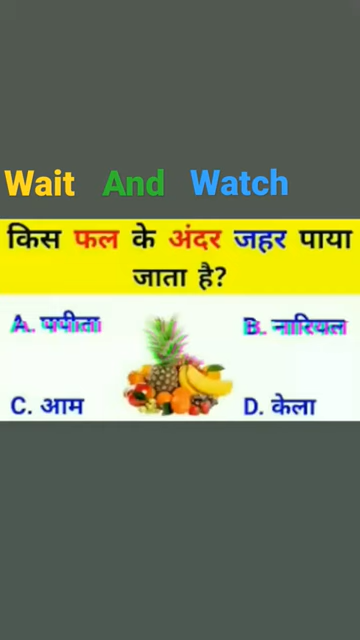 Wait And Watch
किस फल के अंदर जहर पाया
जाता है?
A. पपीता
B. नारियल
C. आम
D. केला